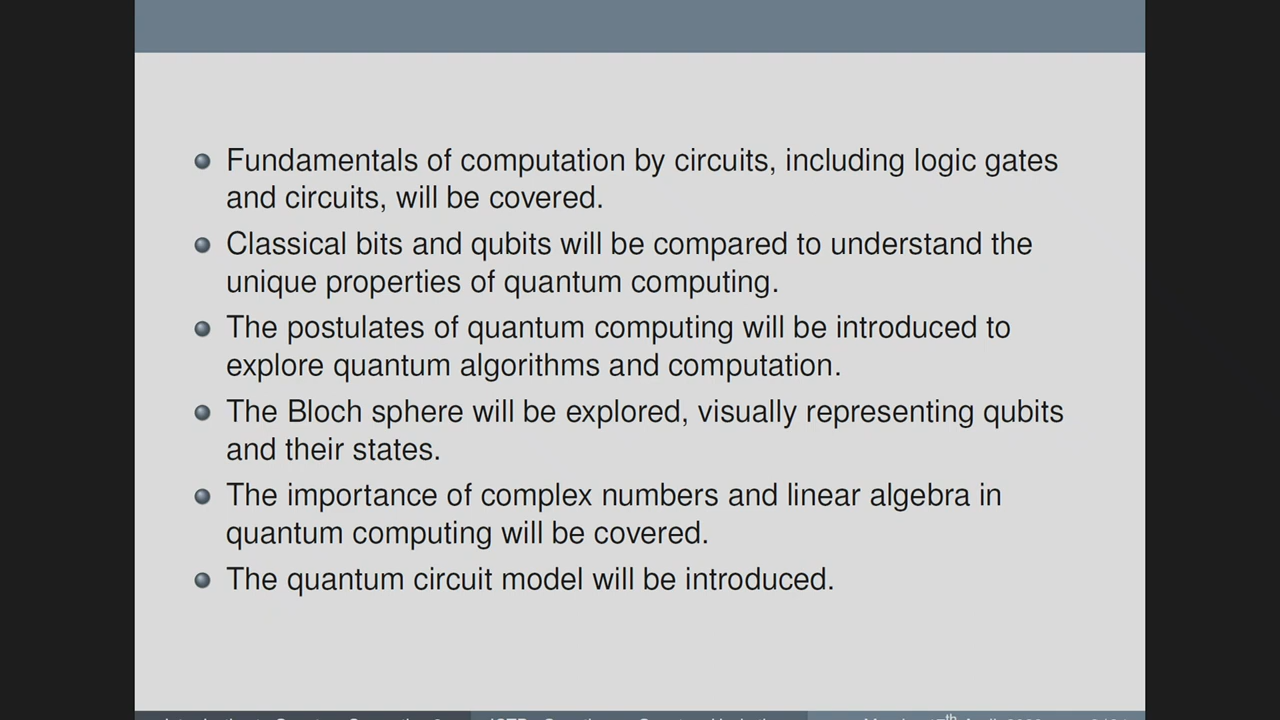 Fundamentals of computation by circuits, including logic gates
and circuits, will be covered.
Classical bits and qubits will be compared to understand the
unique properties of quantum computing.
The postulates of quantum computing will be introduced to
explore quantum algorithms and computation.
The Bloch sphere will be explored, visually representing qubits
and their states.
The importance of complex numbers and linear algebra in
quantum computing will be covered.
The quantum circuit model will be introduced.